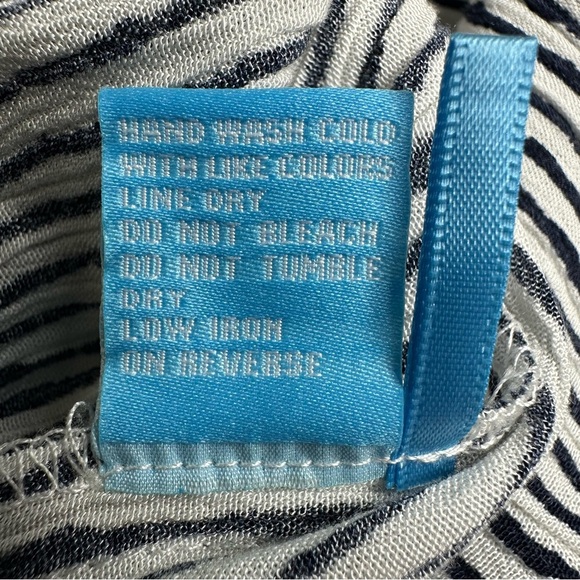 HAND WASH COLD
WITH LIKE COLORS
LINE DRY
DO NOT BLEACH
DO NOT TUMBLE
DRY
LOW IRON
ON REVERSE